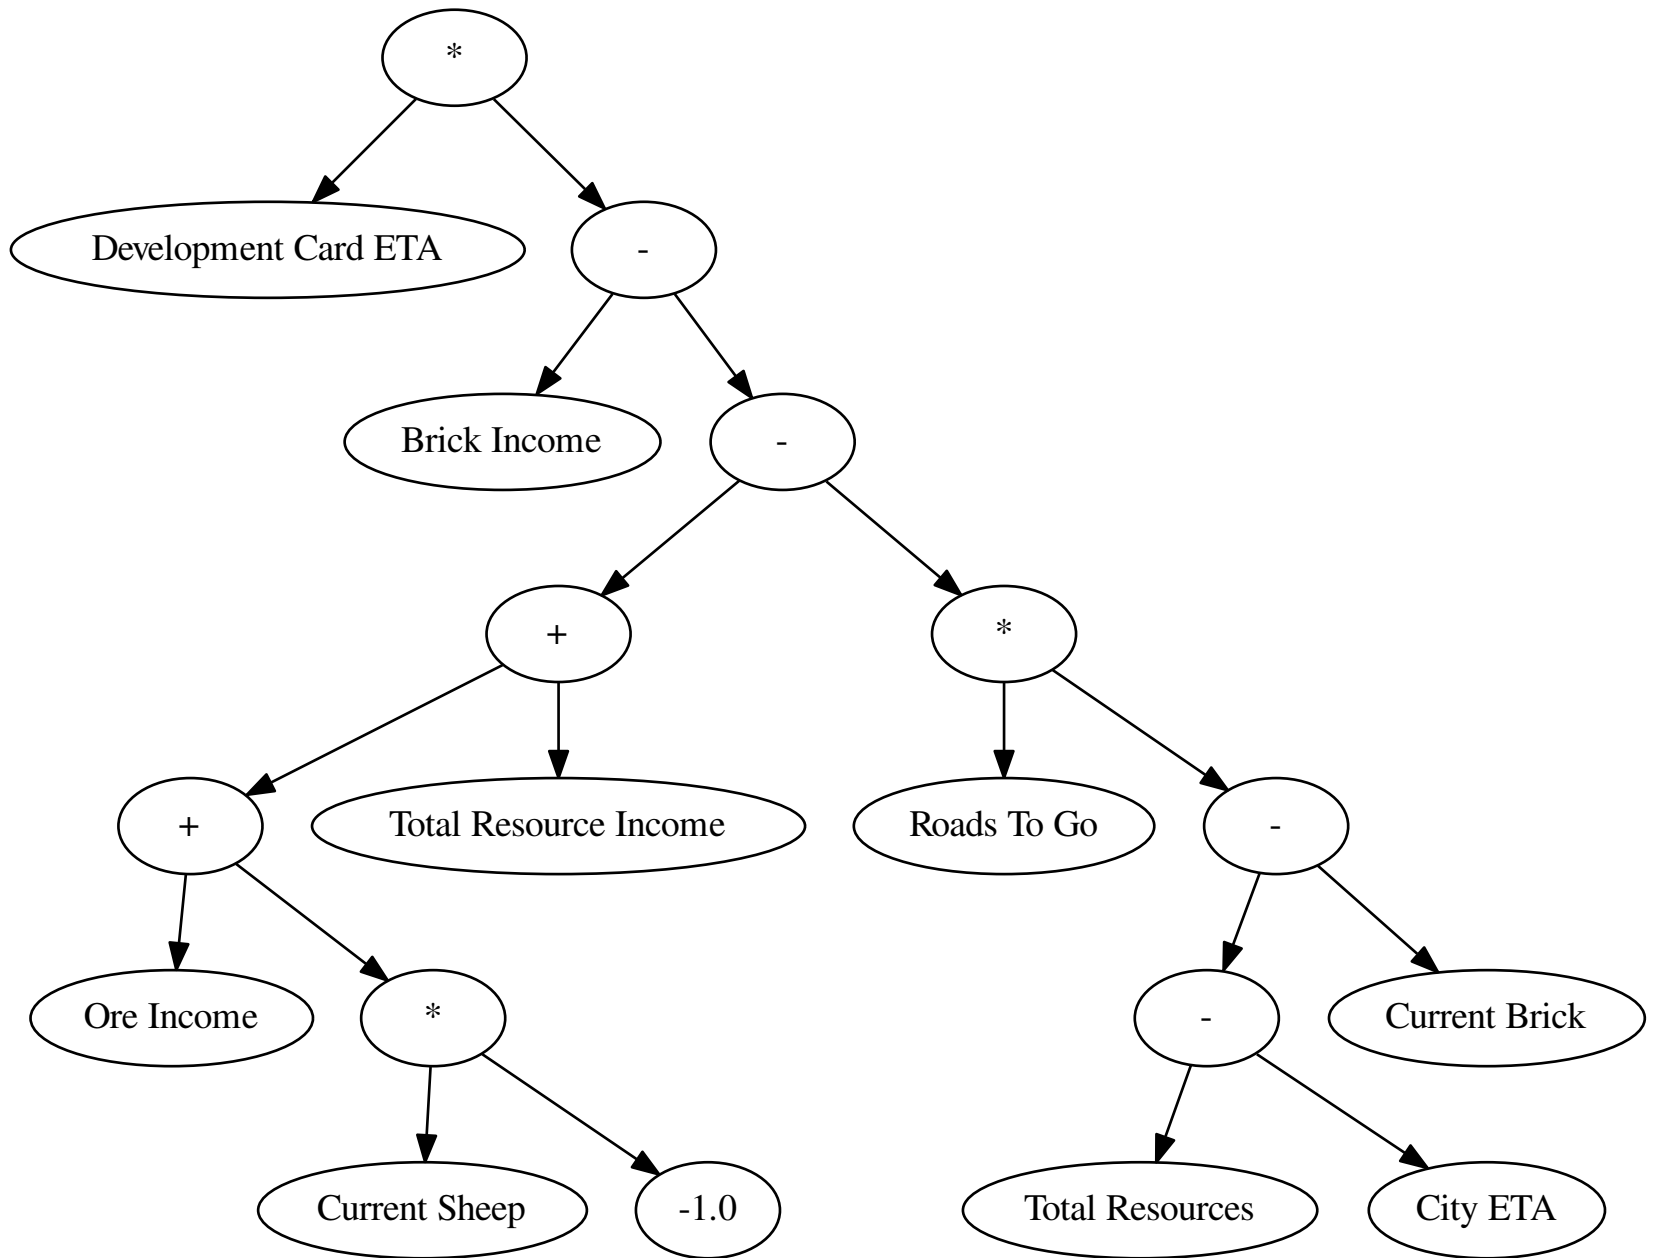 *
Development Card ETA
-
Brick Income
-
+
*
+
Total Resource Income
Roads To Go
-
Ore Income
*
-
Current Brick
Current Sheep
-1.0
Total Resources
City ETA